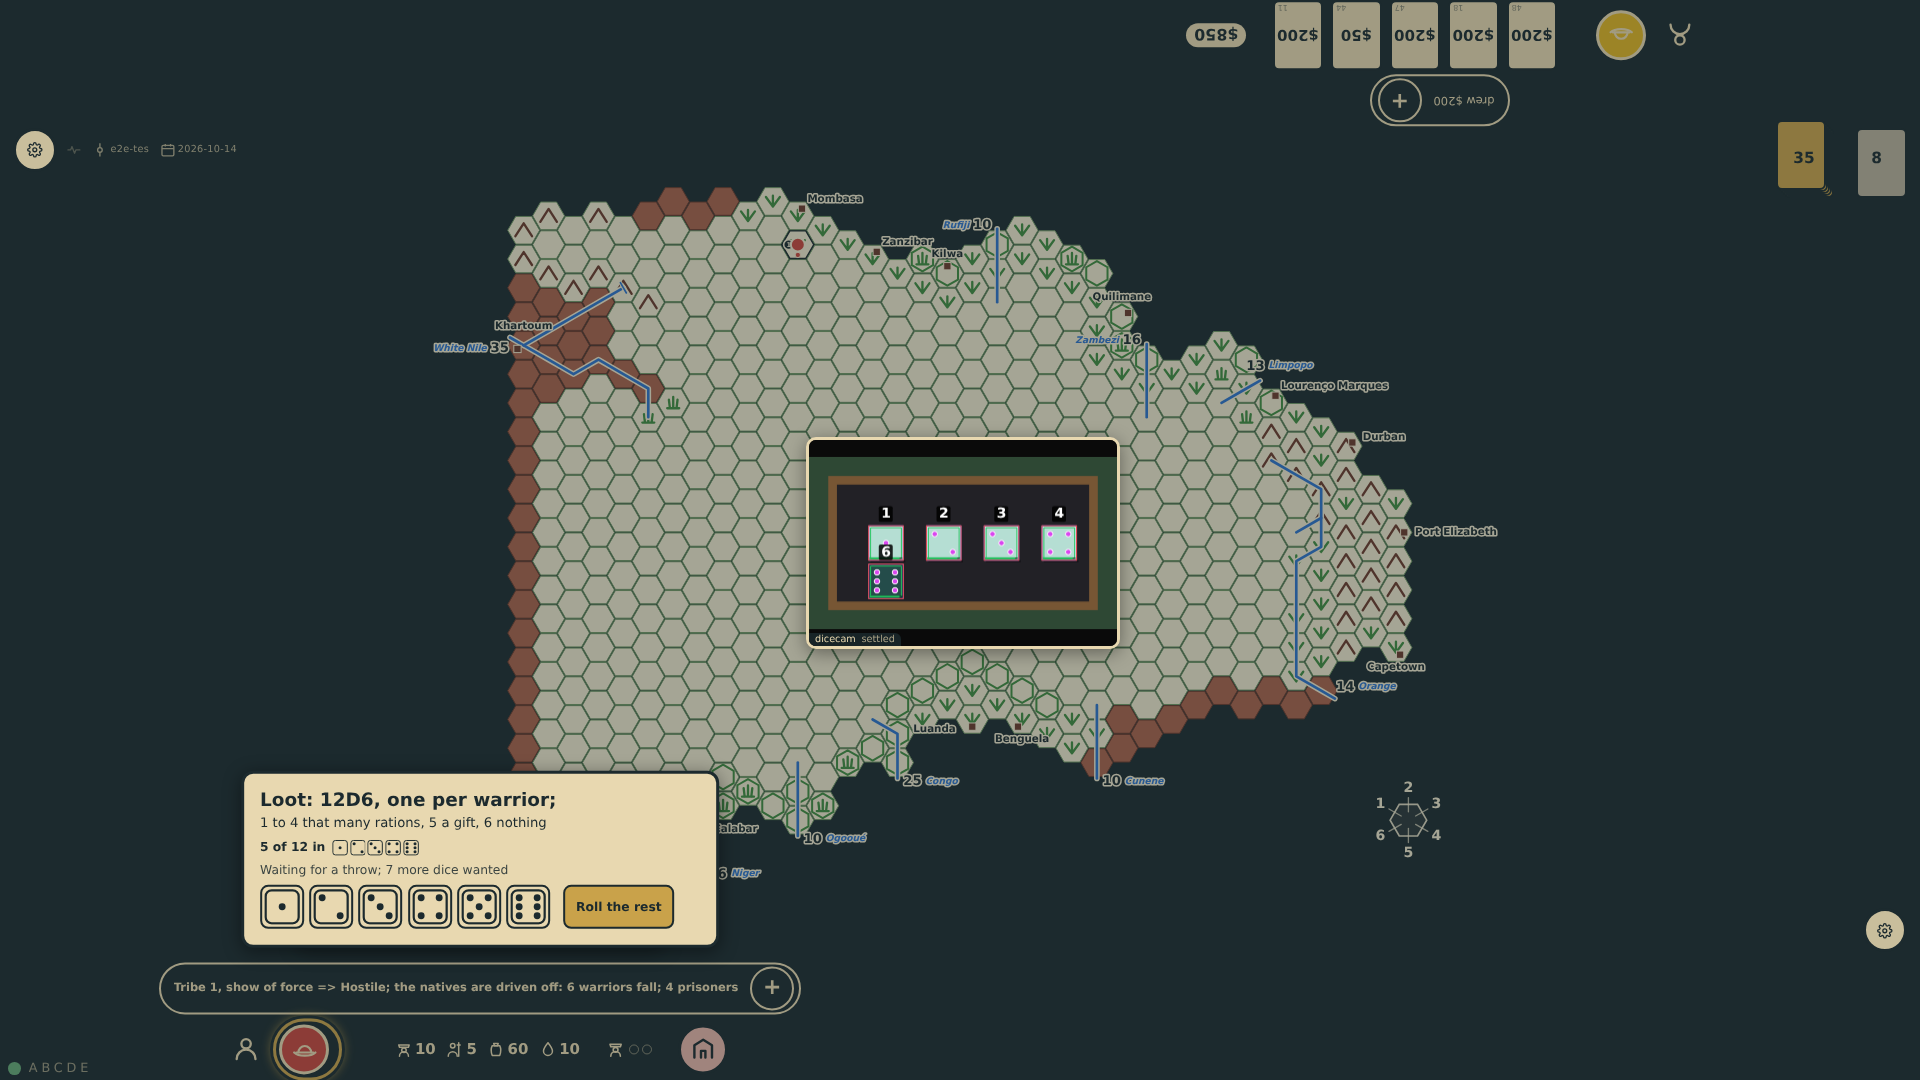 $850
11
$200
44
$50
47
$200
18
$200
48
$200
drew $200
e2e-tes
2026-10-14
35
8
Mombasa
Rufiji 10
Zanzibar
Kilwa
Quilimane
Khartoum
White Nile 35
Zambezi 16
13 Limpopo
Lourenço Marques
Durban
Port Elizabeth
1 2 3 4
6
dicecam settled
Capetown
14 Orange
Luanda
Benguela
25 Congo
10 Cunene
10 Ogooué
Niger
2
1 3
6 4
5
Loot: 12D6, one per warrior;
1 to 4 that many rations, 5 a gift, 6 nothing
5 of 12 in
Waiting for a throw; 7 more dice wanted
Roll the rest
Tribe 1, show of force => Hostile; the natives are driven off: 6 warriors fall; 4 prisoners
10 5 60 10
A B C D E